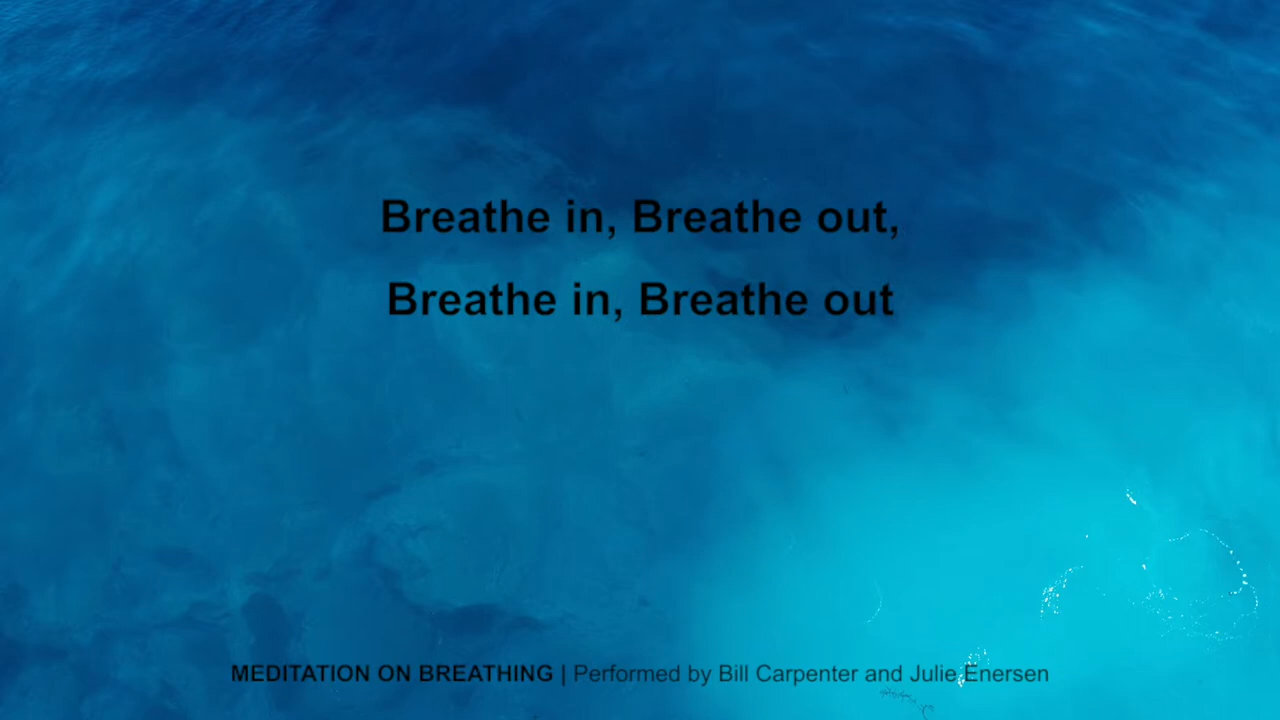 Breathe in, Breathe out,
Breathe in, Breathe out
MEDITATION ON BREATHING | Performed by Bill Carpenter and Julie Enersen